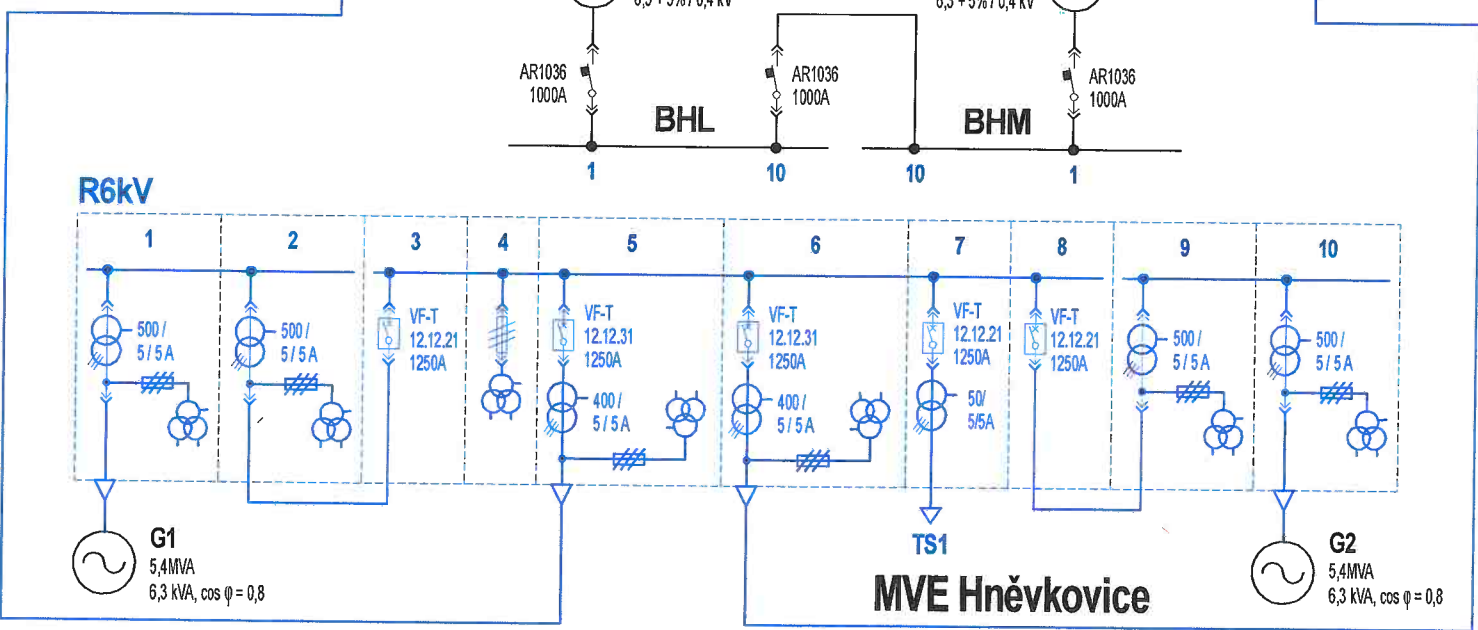 6,3 + 5% / 0,4 kV
6,3 + 5% / 0,4 kV
AR1036
1000A
AR1036
1000A
AR1036
1000A
BHL
BHM
1
10
10
1
R6kV
1
2
3
4
5
6
7
8
9
10
500 /
5 / 5 A
500 /
5 / 5 A
VF-T
12.12.21
1250A
VF-T
12.12.31
1250A
400 /
5 / 5 A
VF-T
12.12.31
1250A
400 /
5 / 5 A
VF-T
12.12.21
1250A
50/
5/5A
VF-T
12.12.21
1250A
500 /
5 / 5 A
500 /
5 / 5 A
TS1
G1
5,4MVA
6,3 kVA, cos φ = 0,8
MVE Hněvkovice
G2
5,4MVA
6,3 kVA, cos φ = 0,8